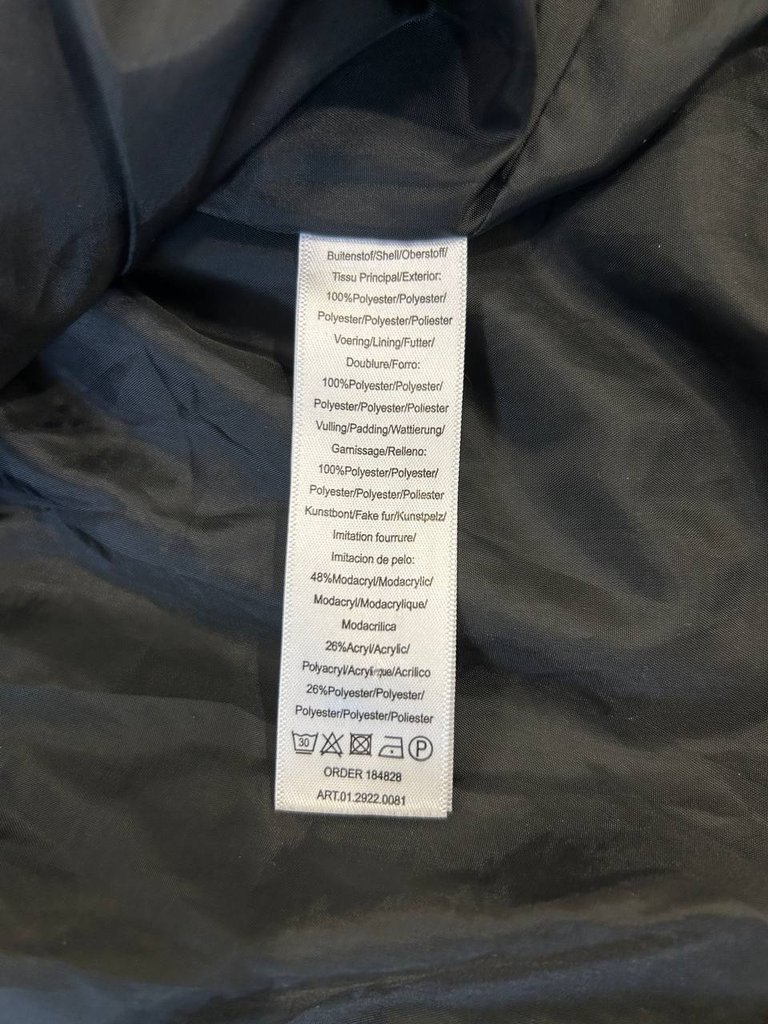 Buitenstof/Shell/Oberstoff/
Tissu Principal/Exterior:
100%Polyester/Polyester/
Polyester/Polyester/Poliester
Voering/Lining/Futter/
Doublure/Forro:
100%Polyester/Polyester/
Polyester/Polyester/Poliester
Vulling/Padding/Wattierung/
Garnissage/Relleno:
100%Polyester/Polyester/
Polyester/Polyester/Poliester
Kunstbont/Fake fur/Kunstpelz/
Imitation fourrure/
Imitacion de pelo:
48%Modacryl/Modacrylic/
Modacryl/Modacrylique/
Modacrilica
26%Acryl/Acrylic/
Polyacryl/Acrylique/Acrilico
26%Polyester/Polyester/
Polyester/Polyester/Poliester
30 P
ORDER 184828
ART.01.2922.0081